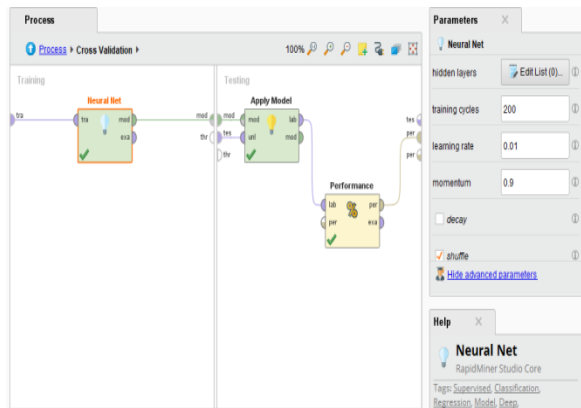 Process
Process ▸ Cross Validation ▸
100%
Training
Testing
Neural Net
tra
tra
mod
exa
mod
thr
Apply Model
mod
tes
thr
mod
unl
lab
mod
Performance
lab
per
per
exa
tes
per
per
Parameters
Neural Net
hidden layers
Edit List (0)...
training cycles
200
learning rate
0.01
momentum
0.9
decay
shuffle
Hide advanced parameters
Help
Neural Net
RapidMiner Studio Core
Tags: Supervised, Classification,
Regression, Model, Deep,